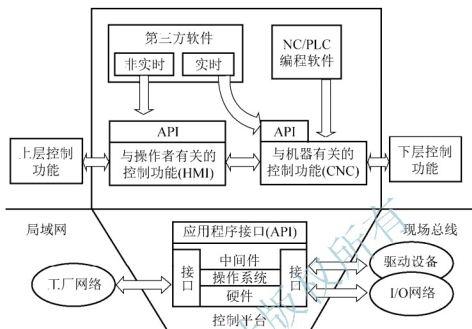 第三方软件
非实时
实时
NC/PLC
编程软件
API
API
上层控制
功能
与操作者有关的
控制功能(HMI)
与机器有关的
控制功能(CNC)
下层控制
功能
局域网
应用程序接口(API)
现场总线
接口
中间件
操作系统
硬件
接口
工厂网络
驱动设备
I/O网络
控制平台
版权所有